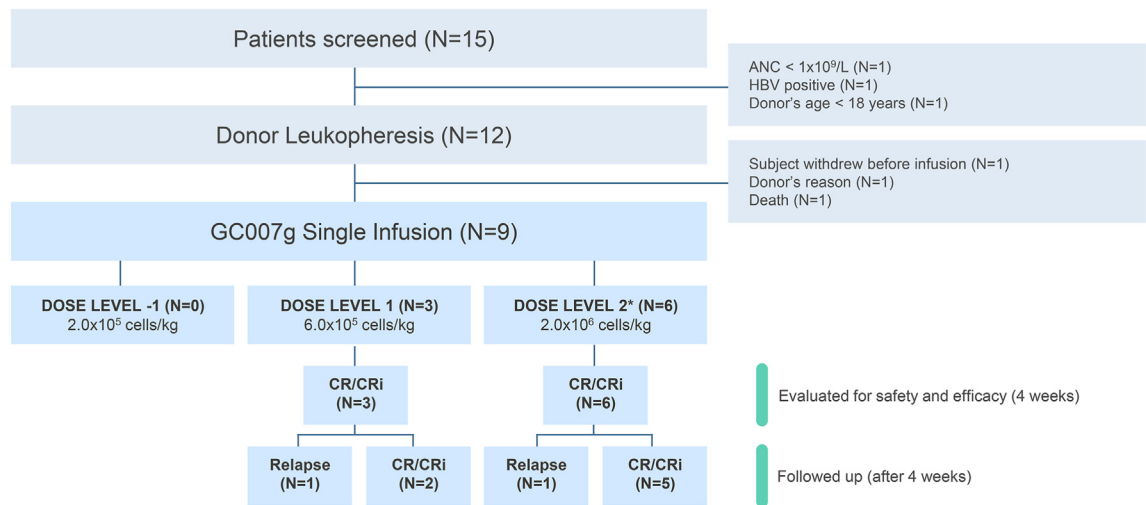 Patients screened (N=15)
ANC < 1x10⁹/L (N=1)
HBV positive (N=1)
Donor's age < 18 years (N=1)
Donor Leukopheresis (N=12)
Subject withdrew before infusion (N=1)
Donor's reason (N=1)
Death (N=1)
GC007g Single Infusion (N=9)
DOSE LEVEL -1 (N=0)
2.0x10⁵ cells/kg
DOSE LEVEL 1 (N=3)
6.0x10⁵ cells/kg
DOSE LEVEL 2* (N=6)
2.0x10⁶ cells/kg
CR/CRi
(N=3)
CR/CRi
(N=6)
Evaluated for safety and efficacy (4 weeks)
Relapse
(N=1)
CR/CRi
(N=2)
Relapse
(N=1)
CR/CRi
(N=5)
Followed up (after 4 weeks)